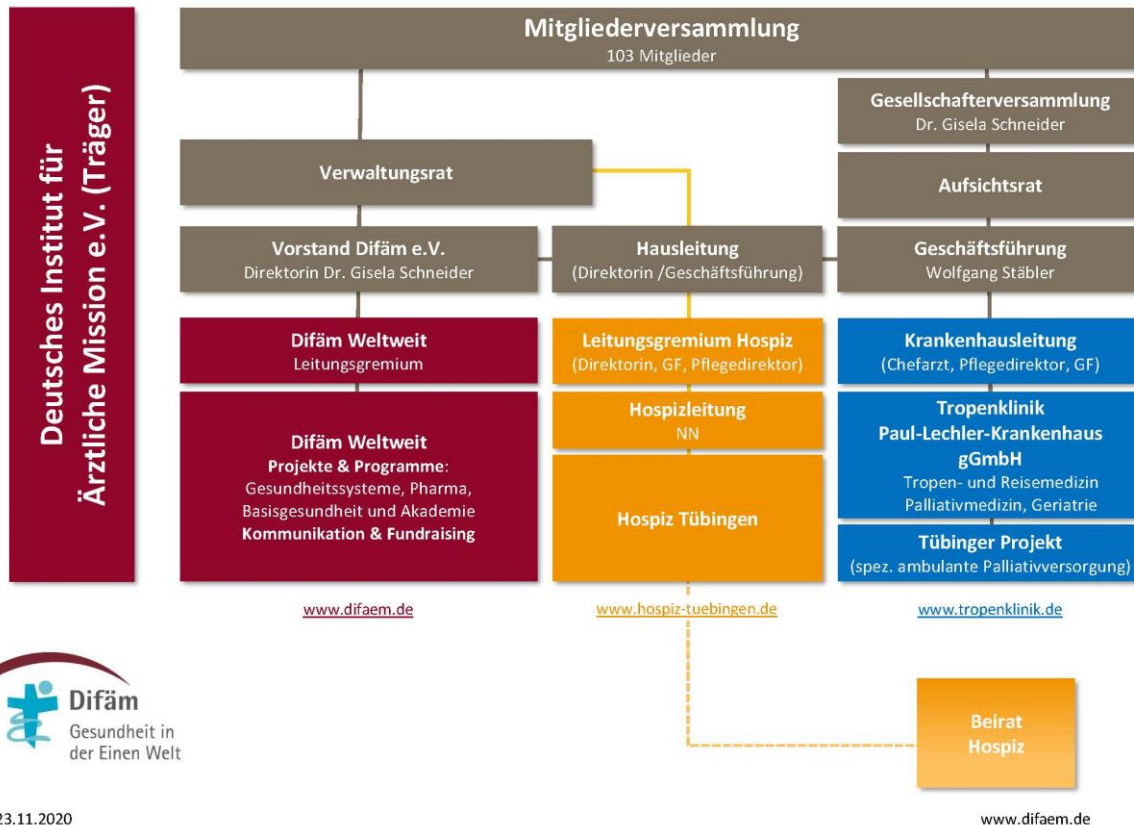 Deutsches Institut für
Ärztliche Mission e.V. (Träger)
Mitgliederversammlung
103 Mitglieder
Gesellschafterversammlung
Dr. Gisela Schneider
Verwaltungsrat
Aufsichtsrat
Vorstand Difäm e.V.
Direktorin Dr. Gisela Schneider
Hausleitung
(Direktorin /Geschäftsführung)
Geschäftsführung
Wolfgang Stäbler
Difäm Weltweit
Leitungsgremium
Leitungsgremium Hospiz
(Direktorin, GF, Pflegedirektor)
Krankenhausleitung
(Chefarzt, Pflegedirektor, GF)
Difäm Weltweit
Projekte & Programme:
Gesundheitssysteme, Pharma,
Basisgesundheit und Akademie
Kommunikation & Fundraising
Hospizleitung
NN
Hospiz Tübingen
Tropenklinik
Paul-Lechler-Krankenhaus
gGmbH
Tropen- und Reisemedizin
Palliativmedizin, Geriatrie
Tübinger Projekt
(spez. ambulante Palliativversorgung)
www.difaem.de
www.hospiz-tuebingen.de
www.tropenklinik.de
Difäm
Gesundheit in
der Einen Welt
Beirat
Hospiz
23.11.2020
www.difaem.de